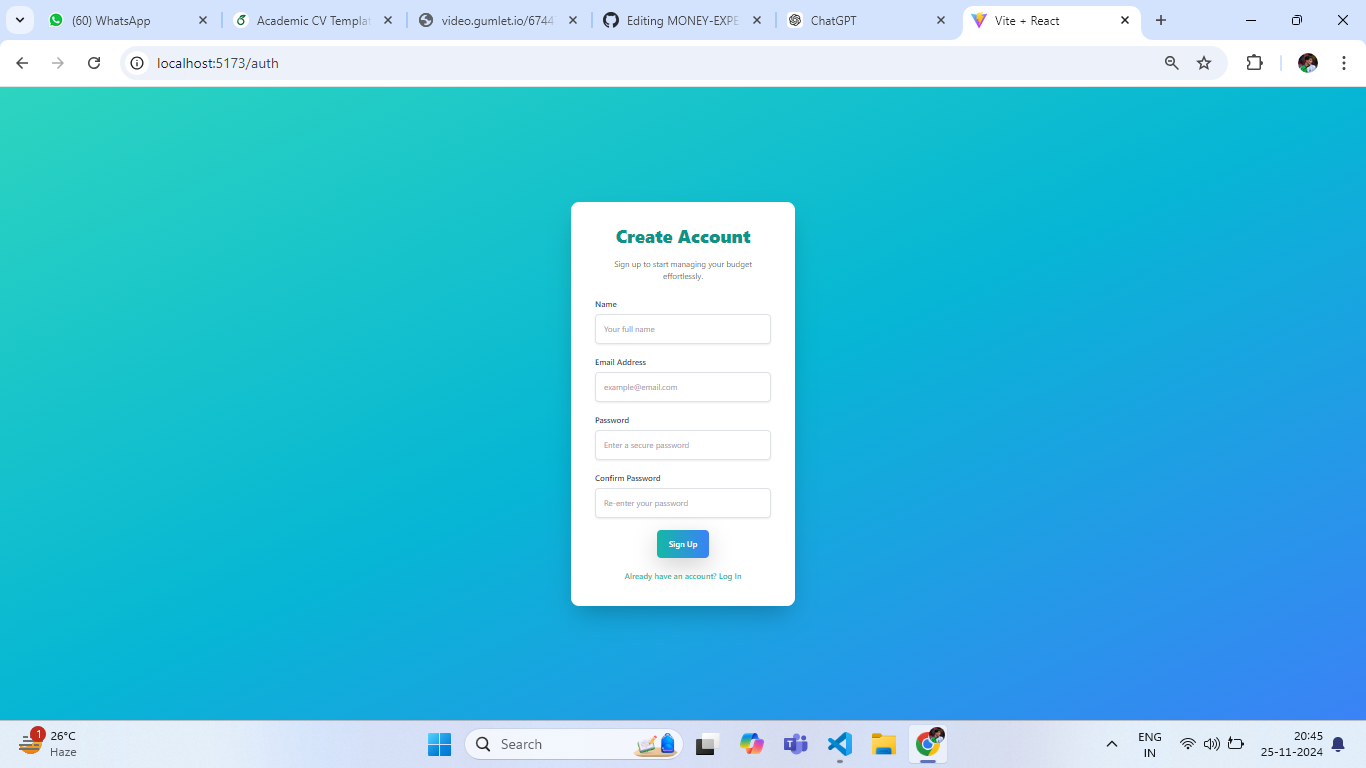 (60) WhatsApp
Academic CV Templat
video.gumlet.io/6744
Editing MONEY-EXPE
ChatGPT
Vite + React
localhost:5173/auth
Create Account
Sign up to start managing your budget
effortlessly.
Name
Your full name
Email Address
example@email.com
Password
Enter a secure password
Confirm Password
Re-enter your password
Sign Up
Already have an account? Log In
1
26°C
Haze
Search
ENG
IN
20:45
25-11-2024